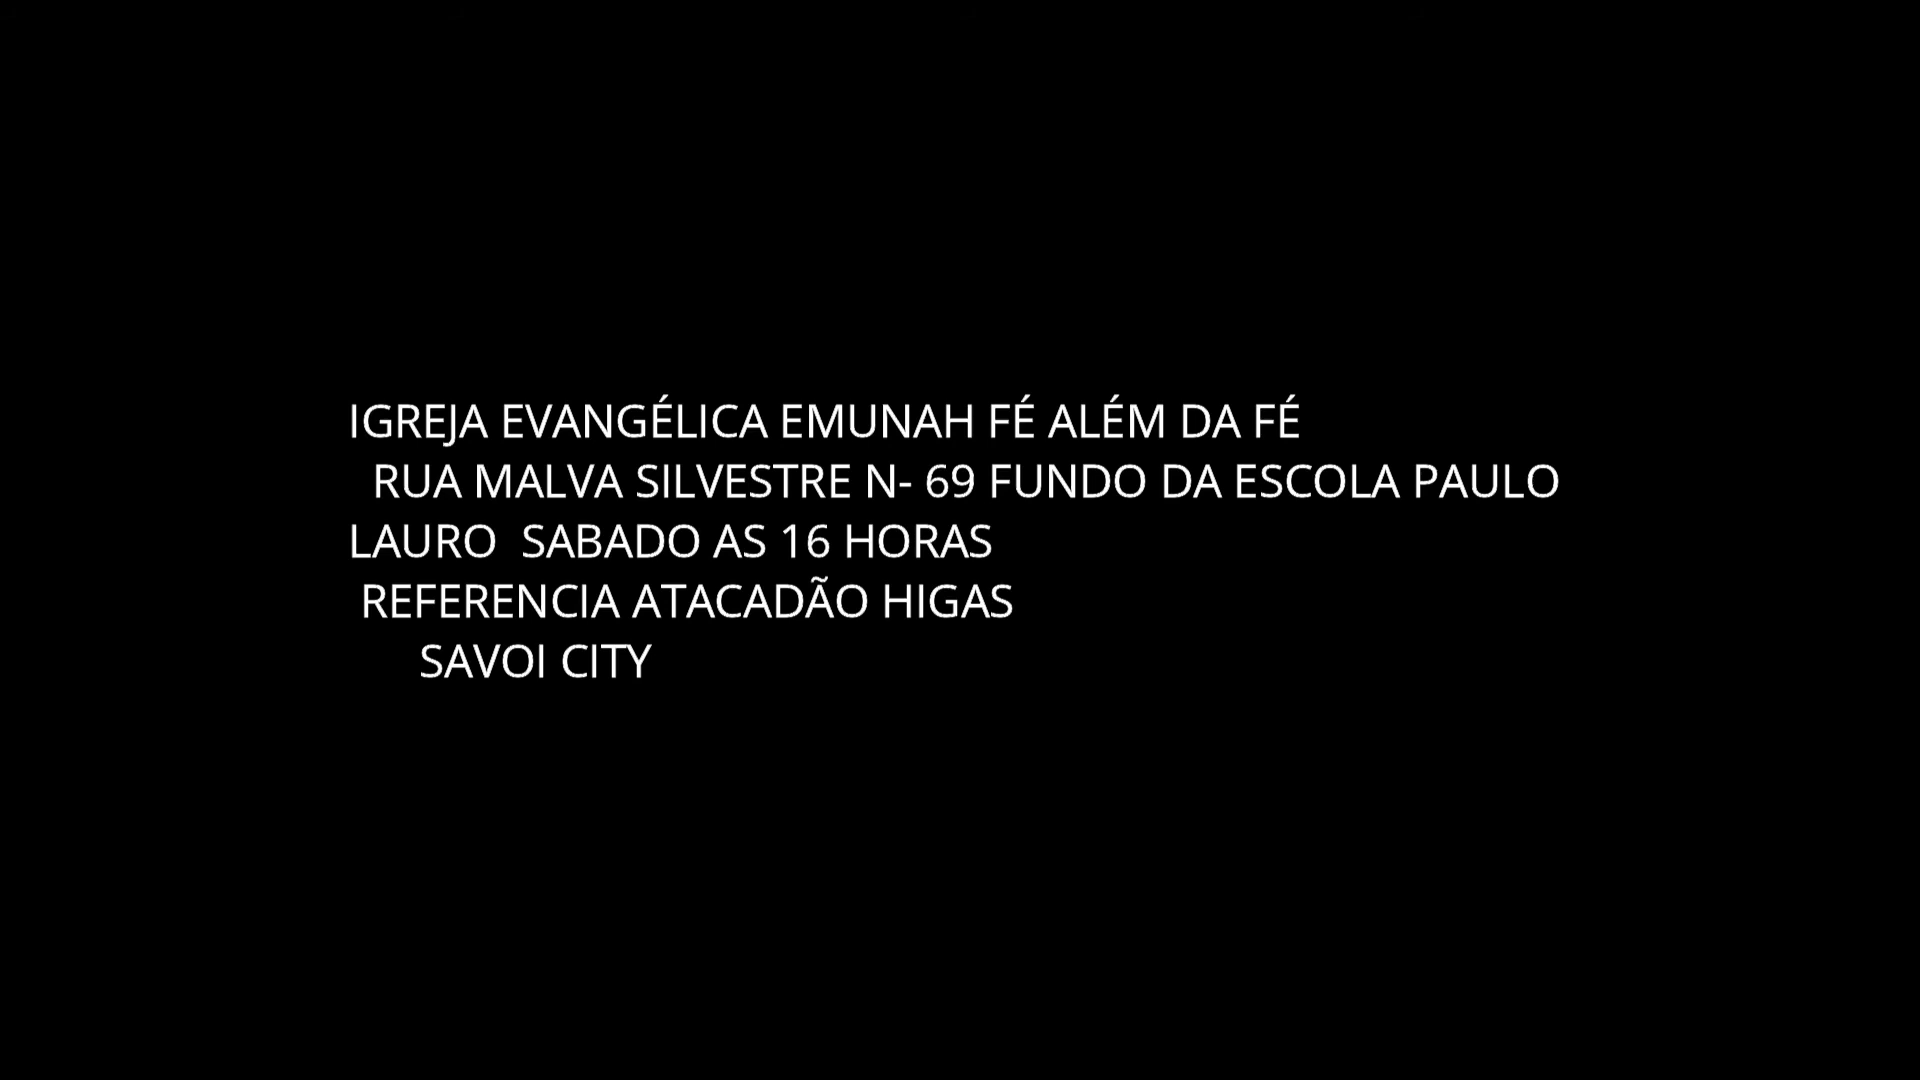 IGREJA EVANGÉLICA EMUNAH FÉ ALÉM DA FÉ
RUA MALVA SILVESTRE N- 69 FUNDO DA ESCOLA PAULO
LAURO  SABADO AS 16 HORAS
REFERENCIA ATACADÃO HIGAS
SAVOI CITY